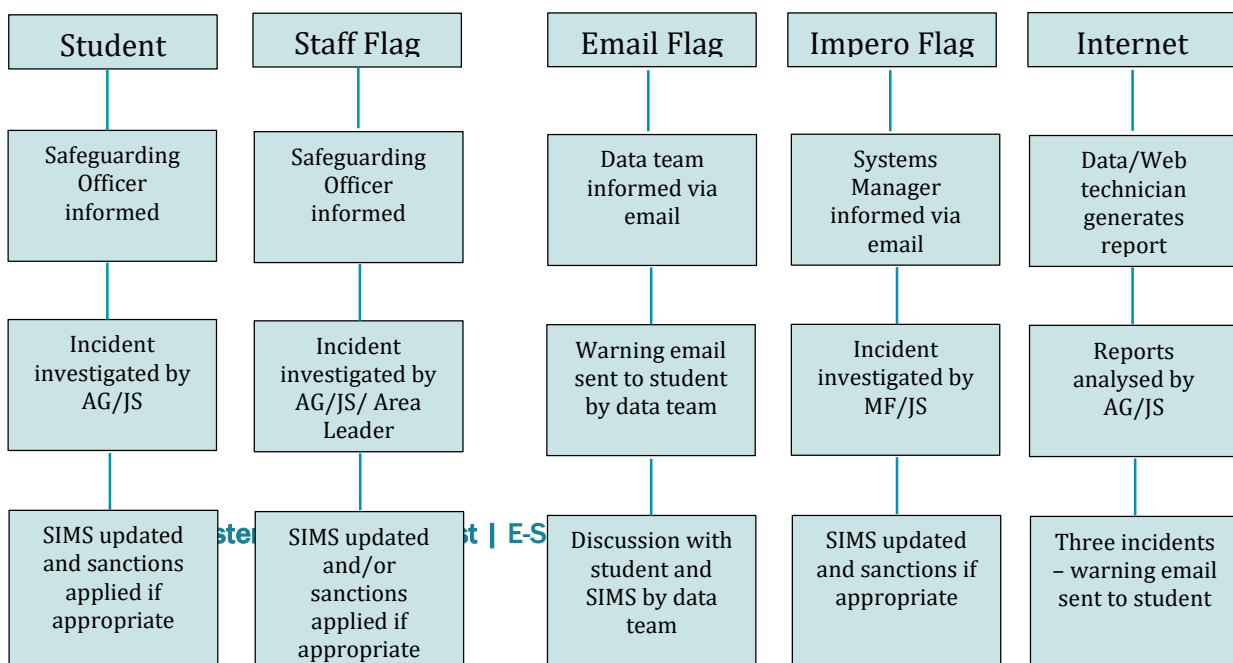 Student
Staff Flag
Email Flag
Impero Flag
Internet
Safeguarding
Officer
informed
Safeguarding
Officer
informed
Data team
informed via
email
Systems
Manager
informed via
email
Data/Web
technician
generates
report
Incident
investigated by
AG/JS
Incident
investigated by
AG/JS/ Area
Leader
Warning email
sent to student
by data team
Incident
investigated by
MF/JS
Reports
analysed by
AG/JS
SIMS updated
and sanctions
applied if
appropriate
SIMS updated
and/or
sanctions
applied if
appropriate
Discussion with
student and
SIMS by data
team
SIMS updated
and sanctions if
appropriate
Three incidents
– warning email
sent to student
| E-S